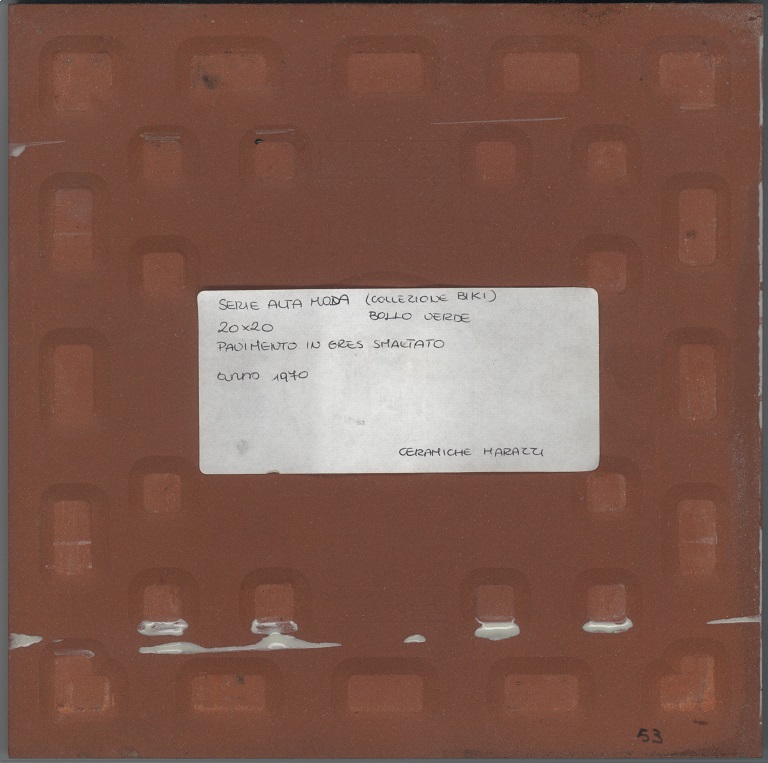 SERIE ALTA MODA (COLLEZIONE BIKI)
BOLLO VERDE
20x20
PAVIMENTO IN GRES SMALTATO
anno 1970
CERAMICHE MARAZZI
53